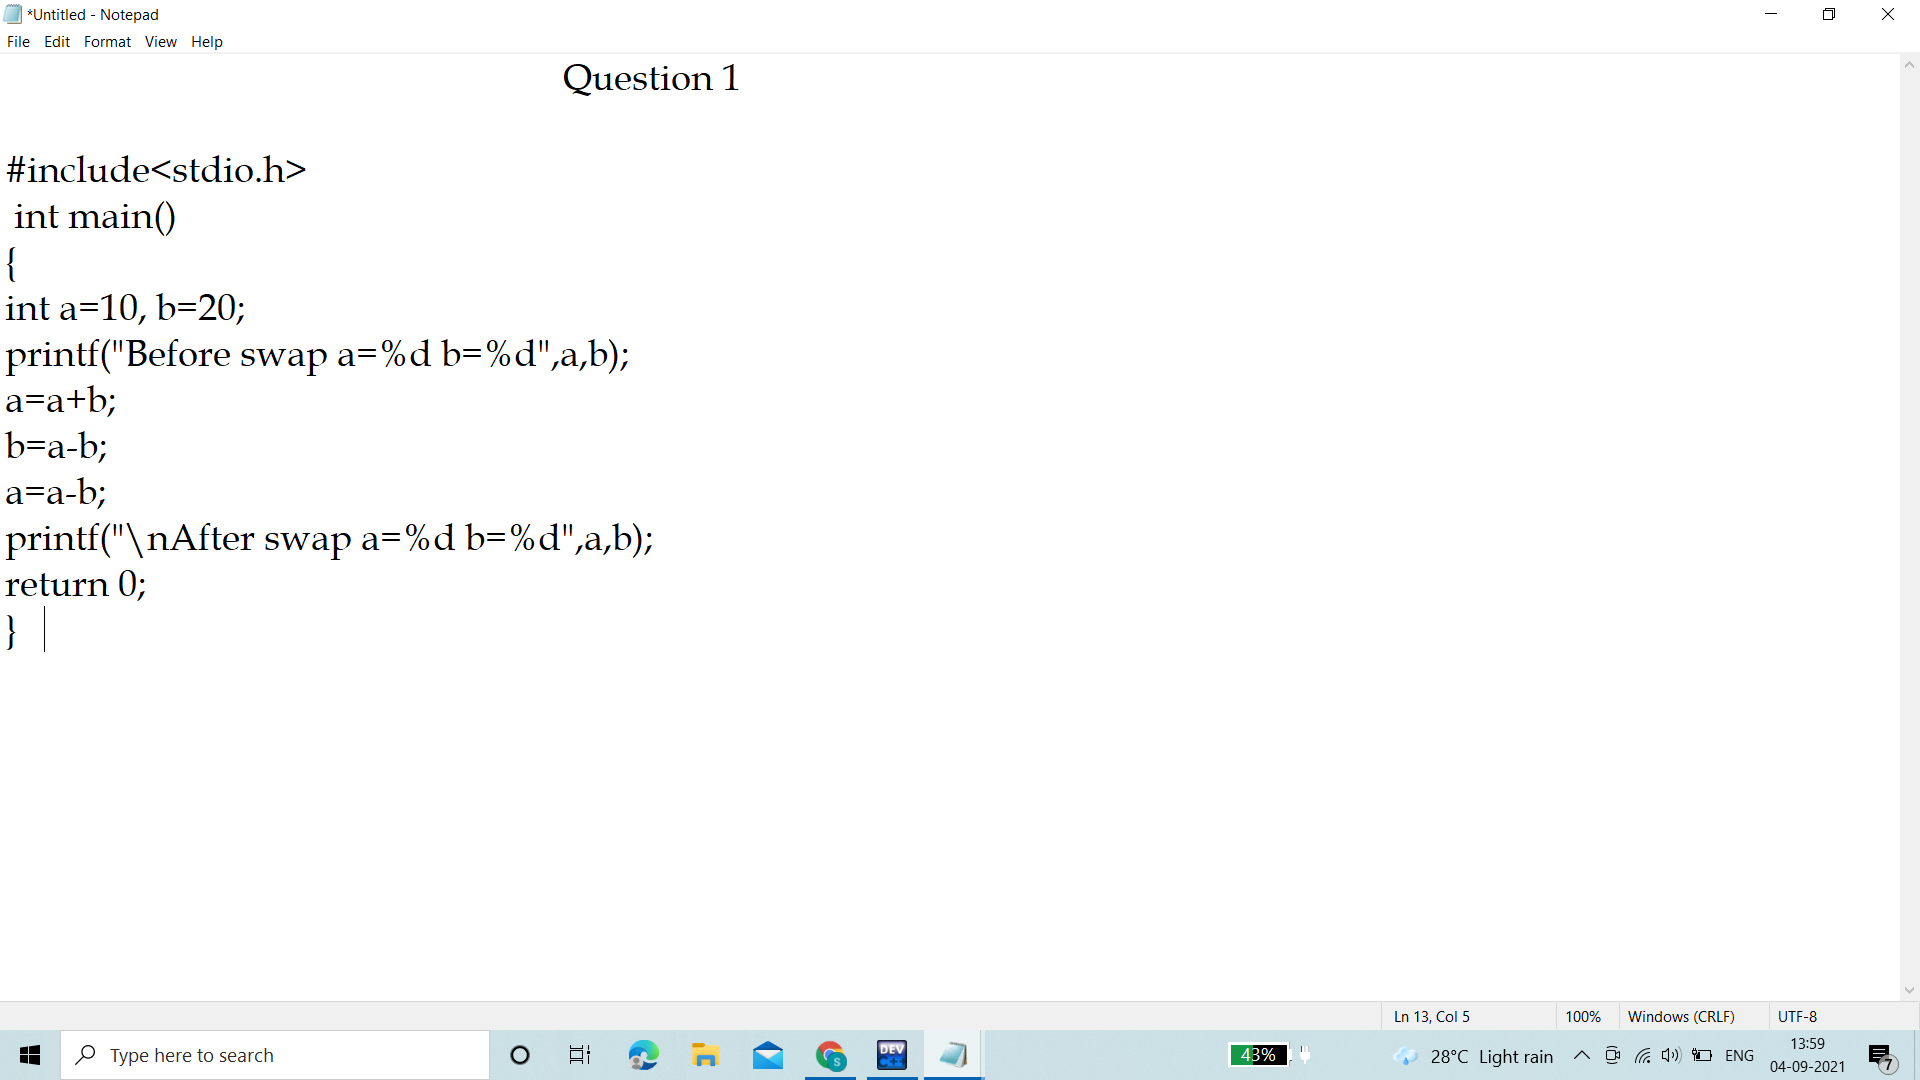 *Untitled - Notepad
File Edit Format View Help
Question 1
#include<stdio.h>
int main()
{
int a=10, b=20;
printf("Before swap a=%d b=%d",a,b);
a=a+b;
b=a-b;
a=a-b;
printf("\nAfter swap a=%d b=%d",a,b);
return 0;
}
Ln 13, Col 5 100% Windows (CRLF) UTF-8
Type here to search DEV C++ S 43% 28°C Light rain ENG 13:59 7
04-09-2021